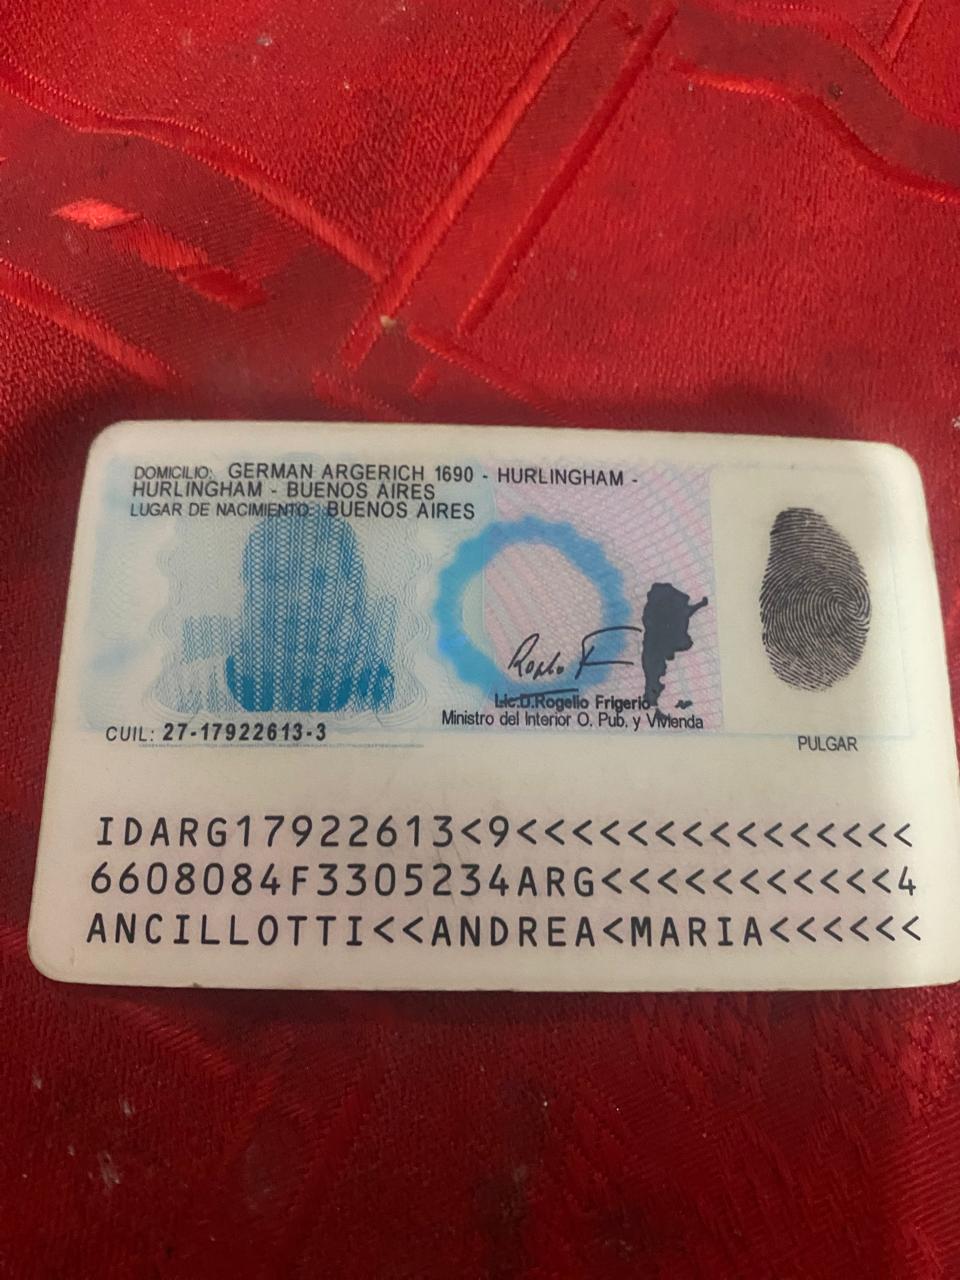 DOMICILIO: GERMAN ARGERICH 1690 - HURLINGHAM -
HURLINGHAM - BUENOS AIRES
LUGAR DE NACIMIENTO: BUENOS AIRES
Lic.D.Rogelio Frigerio
Ministro del Interior O. Pub. y Vivienda
CUIL: 27-17922613-3
PULGAR
IDARG17922613<9<<<<<<<<<<<<<<<
6608084F3305234ARG<<<<<<<<<<<4
ANCILLOTTI<<ANDREA<MARIA<<<<<<